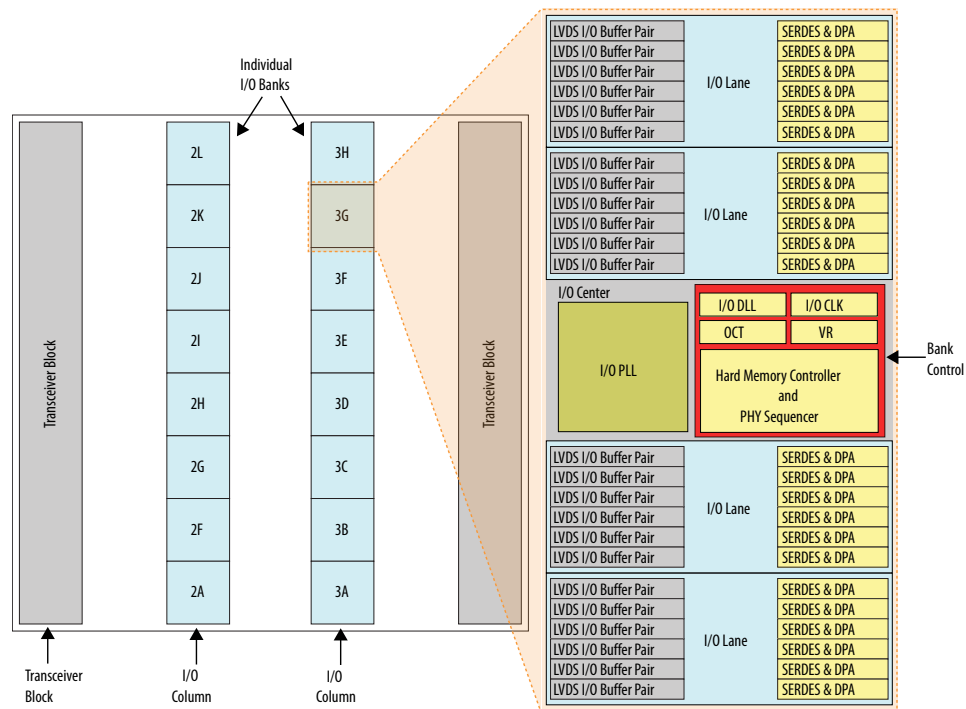 Individual
I/O Banks
Transceiver Block
2L
2K
2J
2I
2H
2G
2F
2A
3H
3G
3F
3E
3D
3C
3B
3A
Transceiver Block
Transceiver
Block
I/O
Column
I/O
Column
LVDS I/O Buffer Pair
LVDS I/O Buffer Pair
LVDS I/O Buffer Pair
LVDS I/O Buffer Pair
LVDS I/O Buffer Pair
LVDS I/O Buffer Pair
I/O Lane
SERDES & DPA
SERDES & DPA
SERDES & DPA
SERDES & DPA
SERDES & DPA
SERDES & DPA
LVDS I/O Buffer Pair
LVDS I/O Buffer Pair
LVDS I/O Buffer Pair
LVDS I/O Buffer Pair
LVDS I/O Buffer Pair
LVDS I/O Buffer Pair
I/O Lane
SERDES & DPA
SERDES & DPA
SERDES & DPA
SERDES & DPA
SERDES & DPA
SERDES & DPA
I/O Center
I/O PLL
I/O DLL
I/O CLK
OCT
VR
Hard Memory Controller
and
PHY Sequencer
Bank
Control
LVDS I/O Buffer Pair
LVDS I/O Buffer Pair
LVDS I/O Buffer Pair
LVDS I/O Buffer Pair
LVDS I/O Buffer Pair
LVDS I/O Buffer Pair
I/O Lane
SERDES & DPA
SERDES & DPA
SERDES & DPA
SERDES & DPA
SERDES & DPA
SERDES & DPA
LVDS I/O Buffer Pair
LVDS I/O Buffer Pair
LVDS I/O Buffer Pair
LVDS I/O Buffer Pair
LVDS I/O Buffer Pair
LVDS I/O Buffer Pair
I/O Lane
SERDES & DPA
SERDES & DPA
SERDES & DPA
SERDES & DPA
SERDES & DPA
SERDES & DPA